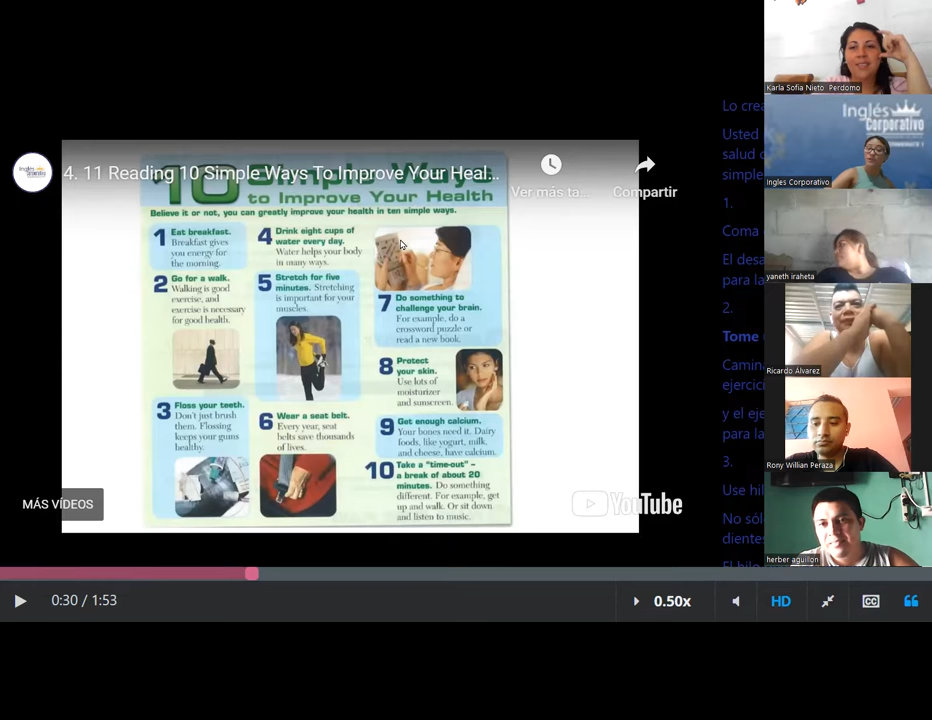 4. 11 Reading 10 Simple Ways To Improve Your Heal...
Ver más ta...
Compartir
10 Simple Ways
to Improve Your Health
Believe it or not, you can greatly improve your health in ten simple ways.
1 Eat breakfast.
Breakfast gives
you energy for
the morning.
2 Go for a walk.
Walking is good
exercise, and
exercise is necessary
for good health.
3 Floss your teeth.
Don't just brush
them. Flossing
keeps your gums
healthy.
4 Drink eight cups of
water every day.
Water helps your body
in many ways.
5 Stretch for five
minutes. Stretching
is important for your
muscles.
6 Wear a seat belt.
Every year, seat
belts save thousands
of lives.
7 Do something to
challenge your brain.
For example, do a
crossword puzzle or
read a new book.
8 Protect
your skin.
Use lots of
moisturizer
and sunscreen.
9 Get enough calcium.
Your bones need it. Dairy
foods, like yogurt, milk,
and cheese, have calcium.
10 Take a "time-out" –
a break of about 20
minutes. Do something
different. For example, get
up and walk. Or sit down
and listen to music.
MÁS VÍDEOS
YouTube
0:30 / 1:53
0.50x
HD
CC
Lo crea
Usted
salud
simple
1.
Coma
El desa
para la
2.
Tome
Camin
ejercici
y el eje
para la
3.
Use hil
No sól
dientes
El hilo
Karla Sofia Nieto Perdomo
Inglés
Corporativo
Ingles Corporativo
yaneth iraheta
Ricardo Álvarez
Rony Willian Peraza
herber aguillon